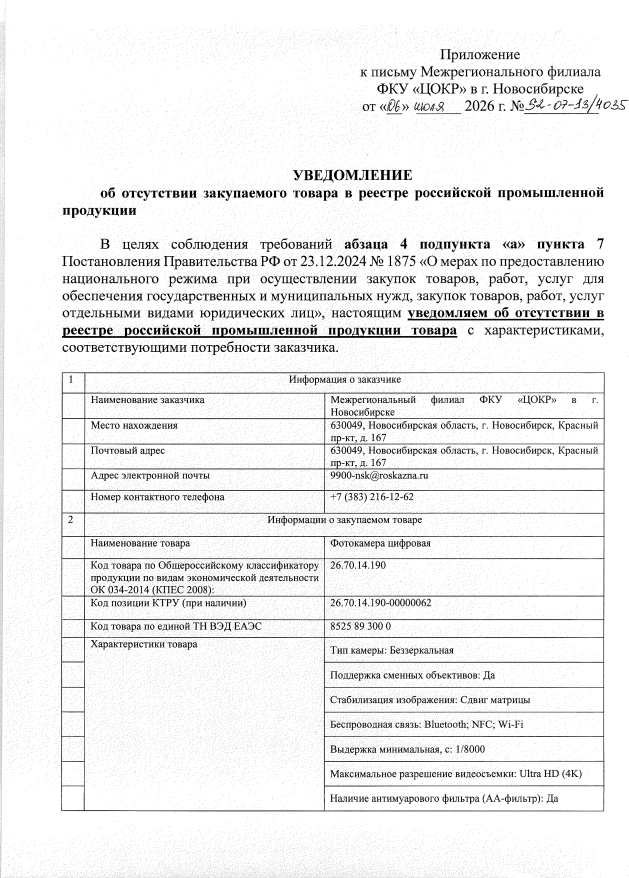 Приложение
к письму Межрегионального филиала
ФКУ «ЦОКР» в г. Новосибирске
от «06» июля 2026 г. № 92-07-13/4035
УВЕДОМЛЕНИЕ
об отсутствии закупаемого товара в реестре российской промышленной
продукции
В целях соблюдения требований абзаца 4 подпункта «а» пункта 7
Постановления Правительства РФ от 23.12.2024 № 1875 «О мерах по предоставлению
национального режима при осуществлении закупок товаров, работ, услуг для
обеспечения государственных и муниципальных нужд, закупок товаров, работ, услуг
отдельными видами юридических лиц», настоящим уведомляем об отсутствии в
реестре российской промышленной продукции товара с характеристиками,
соответствующими потребности заказчика.
1 Информация о заказчике
Наименование заказчика Межрегиональный филиал ФКУ «ЦОКР» в г.
Новосибирске
Место нахождения 630049, Новосибирская область, г. Новосибирск, Красный
пр-кт, д. 167
Почтовый адрес 630049, Новосибирская область, г. Новосибирск, Красный
пр-кт, д. 167
Адрес электронной почты 9900-nsk@roskazna.ru
Номер контактного телефона +7 (383) 216-12-62
2 Информации о закупаемом товаре
Наименование товара Фотокамера цифровая
Код товара по Общероссийскому классификатору 26.70.14.190
продукции по видам экономической деятельности
ОК 034-2014 (КПЕС 2008):
Код позиции КТРУ (при наличии) 26.70.14.190-00000062
Код товара по единой ТН ВЭД ЕАЭС 8525 89 300 0
Характеристики товара Тип камеры: Беззеркальная
Поддержка сменных объективов: Да
Стабилизация изображения: Сдвиг матрицы
Беспроводная связь: Bluetooth; NFC; Wi-Fi
Выдержка минимальная, с: 1/8000
Максимальное разрешение видеосъемки: Ultra HD (4K)
Наличие антимуарового фильтра (AA-фильтр): Да